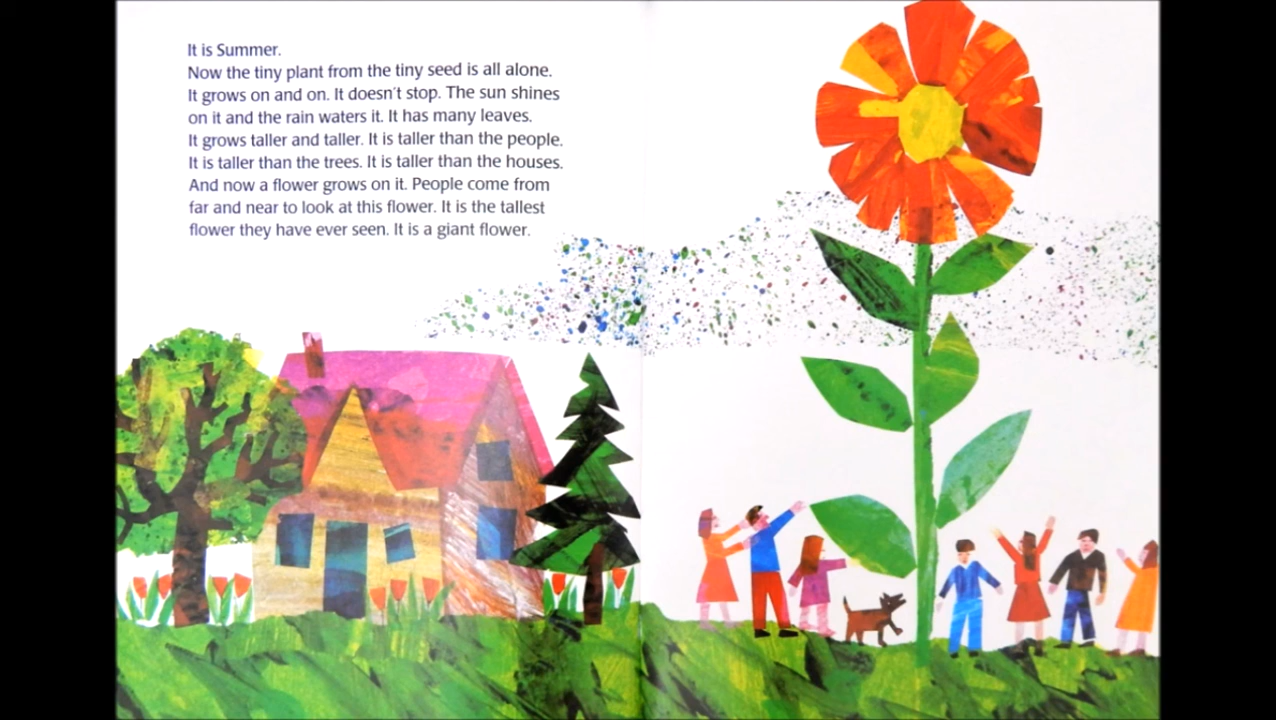 It is Summer.
Now the tiny plant from the tiny seed is all alone.
It grows on and on. It doesn't stop. The sun shines
on it and the rain waters it. It has many leaves.
It grows taller and taller. It is taller than the people.
It is taller than the trees. It is taller than the houses.
And now a flower grows on it. People come from
far and near to look at this flower. It is the tallest
flower they have ever seen. It is a giant flower.